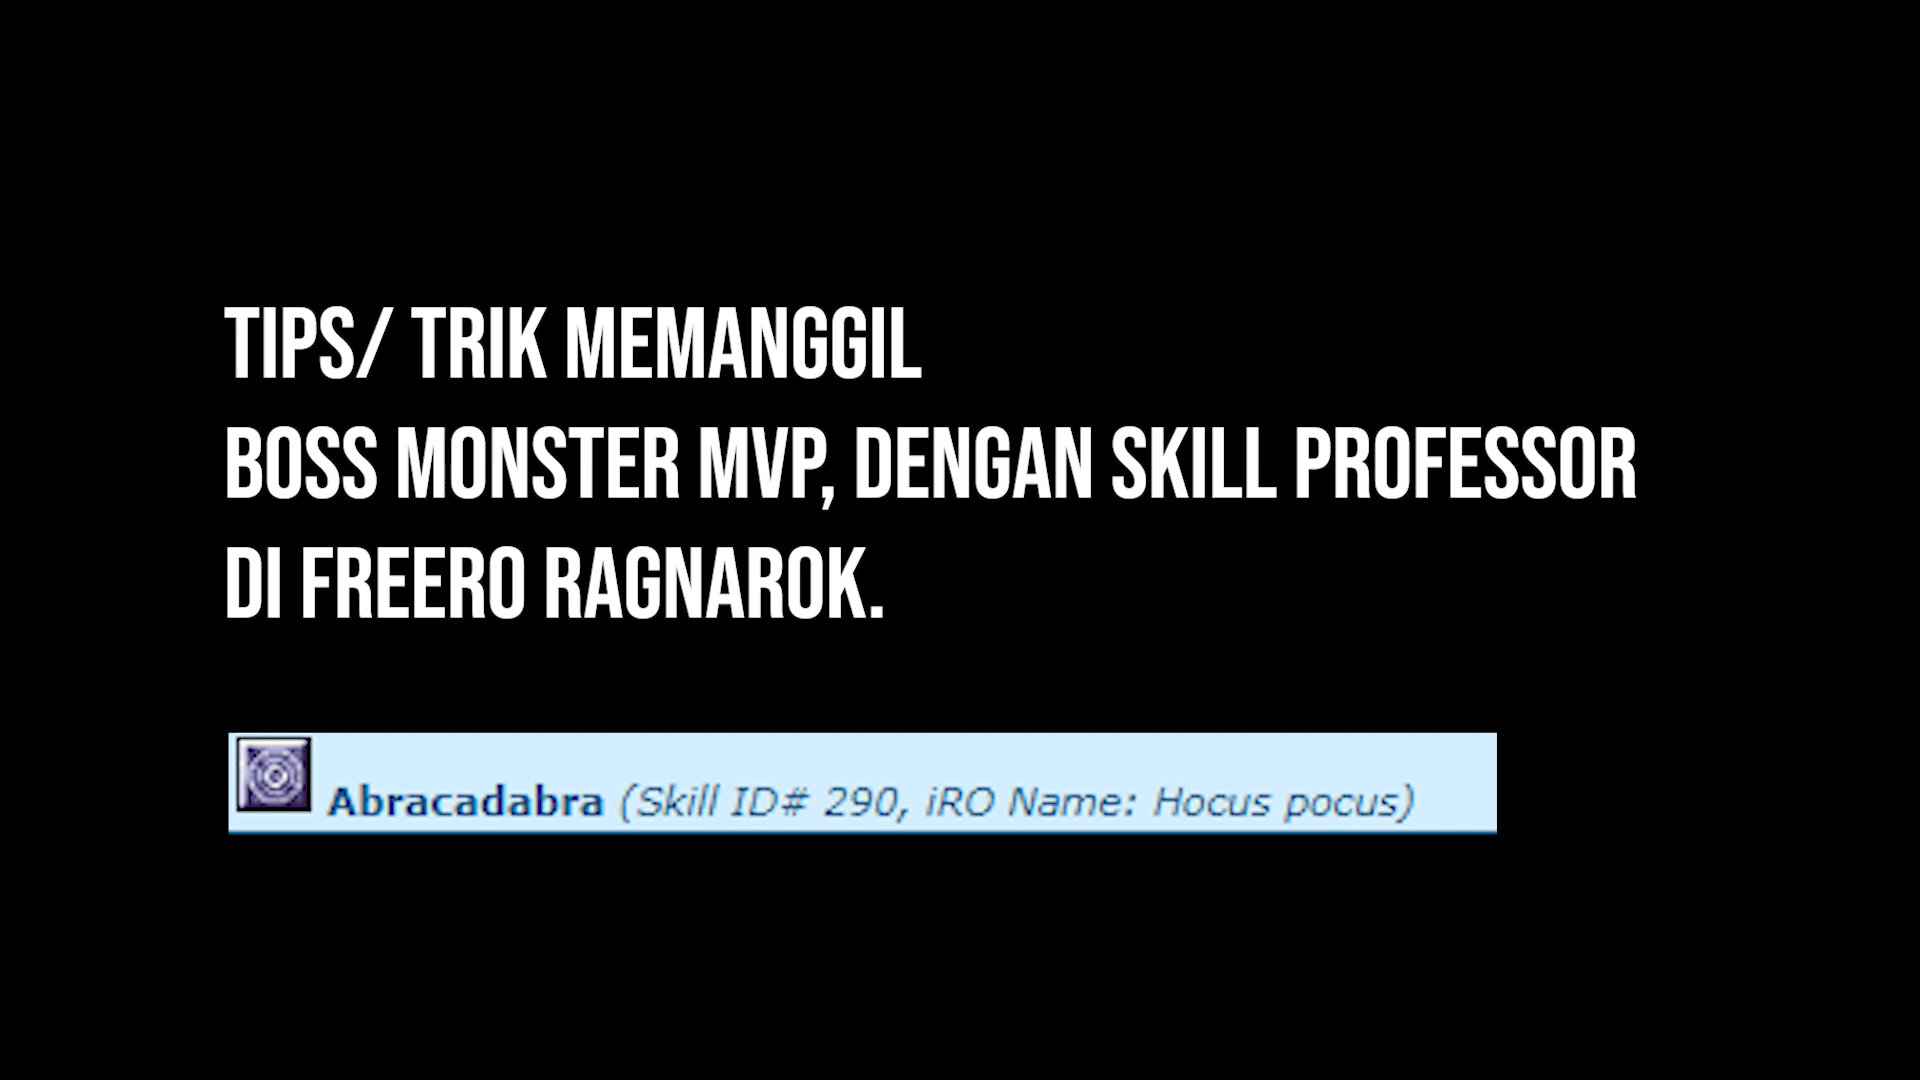 TIPS/ TRIK MEMANGGIL
BOSS MONSTER MVP, DENGAN SKILL PROFESSOR
DI FREERO RAGNAROK.
Abracadabra (Skill ID# 290, iRO Name: Hocus pocus)